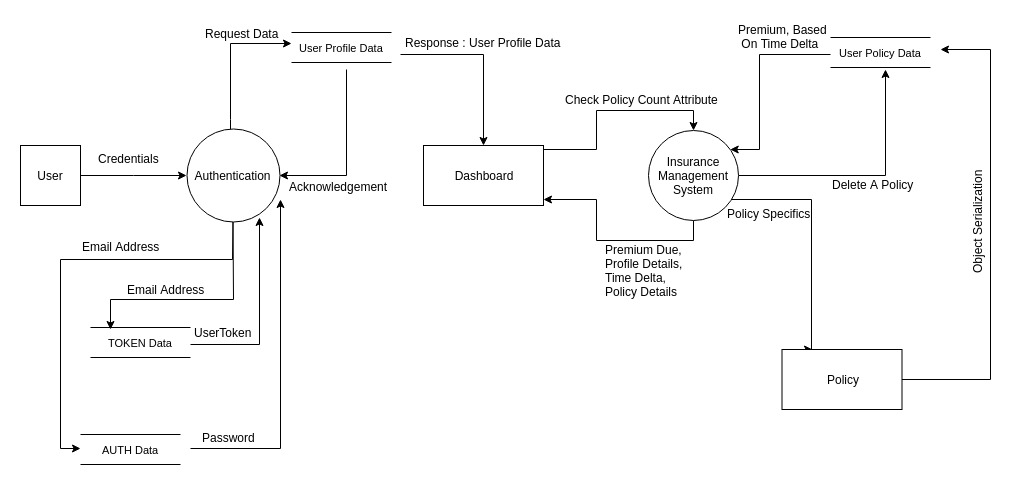 Request Data
User Profile Data
Response : User Profile Data
Premium, Based
On Time Delta
User Policy Data
Check Policy Count Attribute
Credentials
User
Authentication
Acknowledgement
Dashboard
Insurance
Management
System
Delete A Policy
Policy Specifics
Object Serialization
Email Address
Premium Due,
Profile Details,
Time Delta,
Policy Details
Email Address
UserToken
TOKEN Data
Policy
Password
AUTH Data